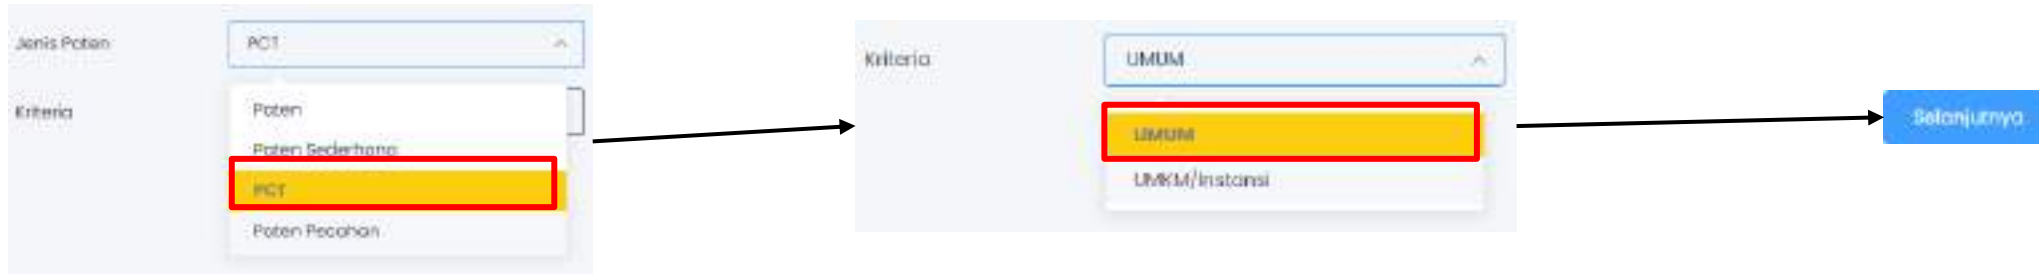 Jenis Paten
PCT
Kriteria
Paten
Paten Sederhana
PCT
Paten Pecahan
Kriteria
UMUM
UMUM
UMKM/Instansi
Selanjutnya